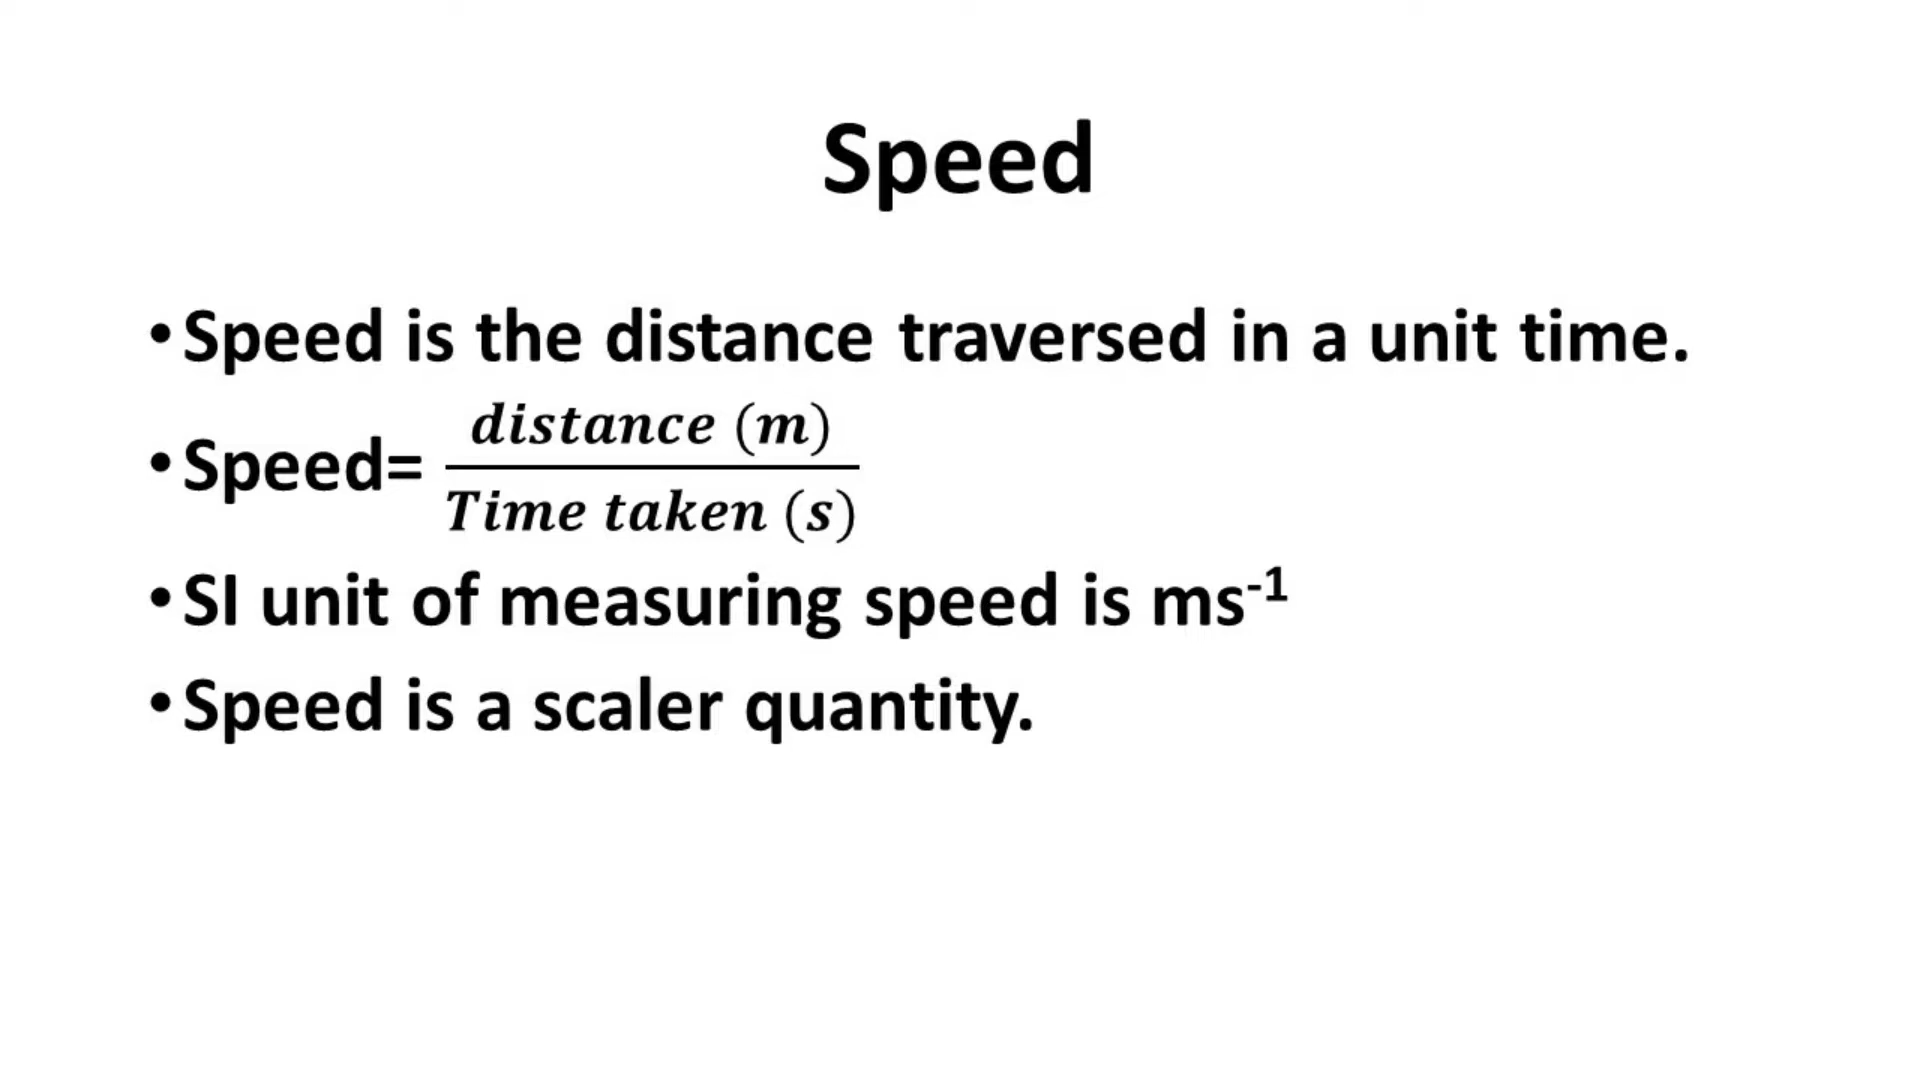 Speed
•Speed is the distance traversed in a unit time.
•Speed= distance (m) / Time taken (s)
•SI unit of measuring speed is ms⁻¹
•Speed is a scaler quantity.